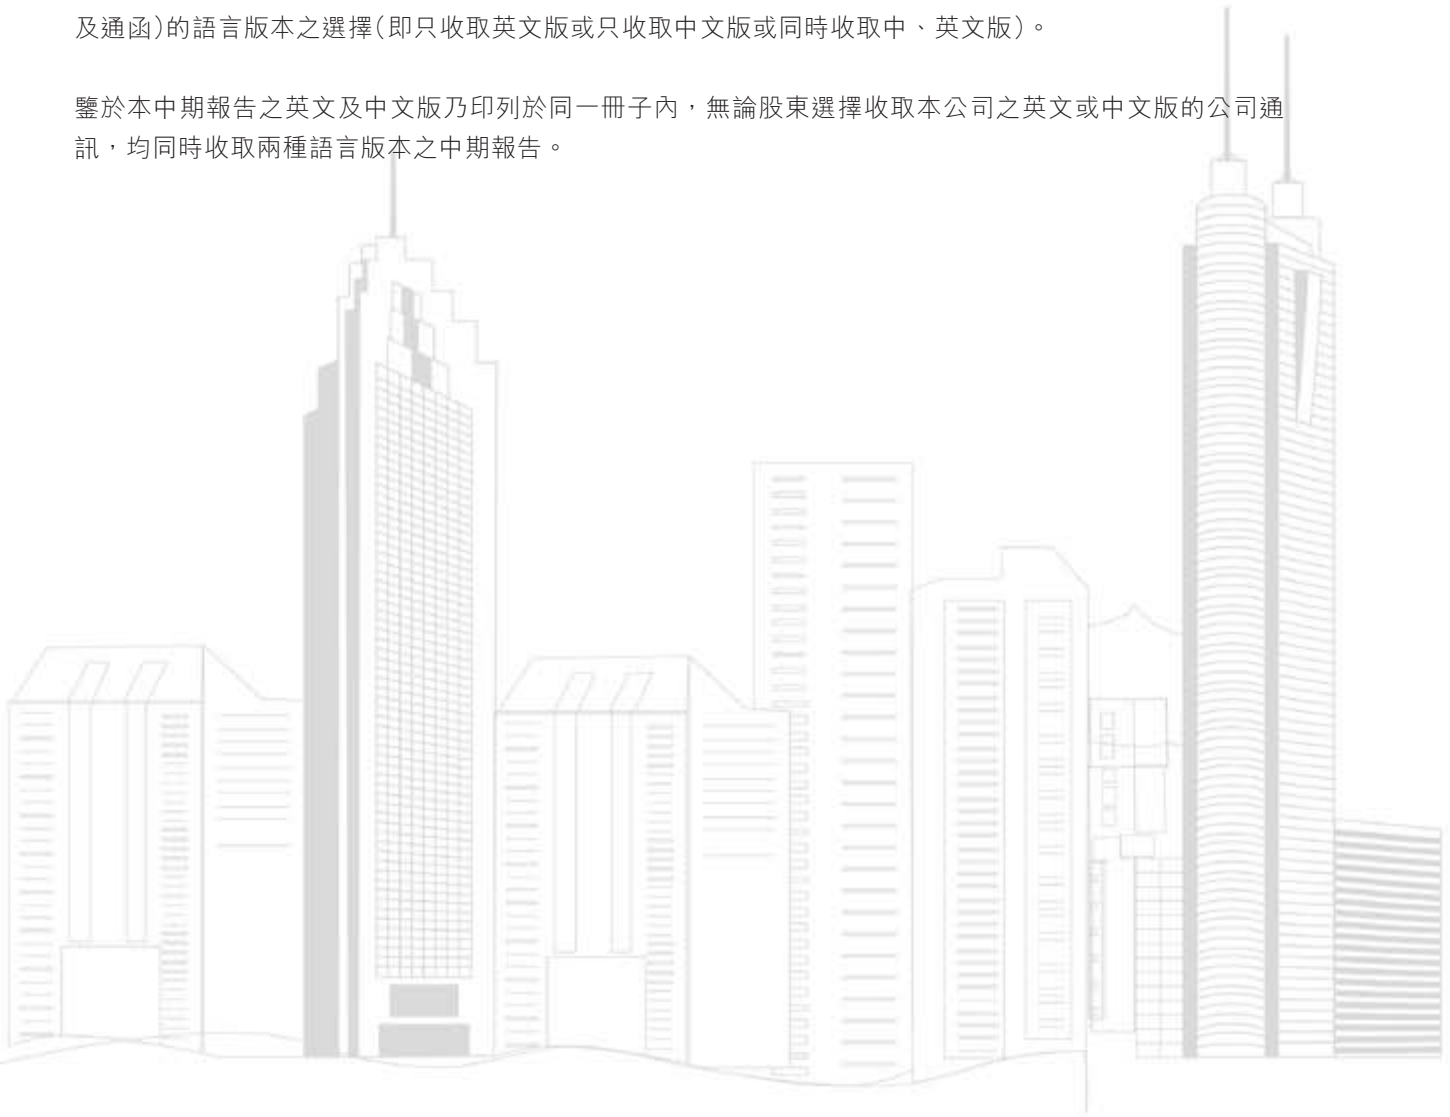 及通函)的語言版本之選擇(即只收取英文版或只收取中文版或同時收取中、英文版)。
鑒於本中期報告之英文及中文版乃印列於同一冊子內，無論股東選擇收取本公司之英文或中文版的公司通
訊，均同時收取兩種語言版本之中期報告。